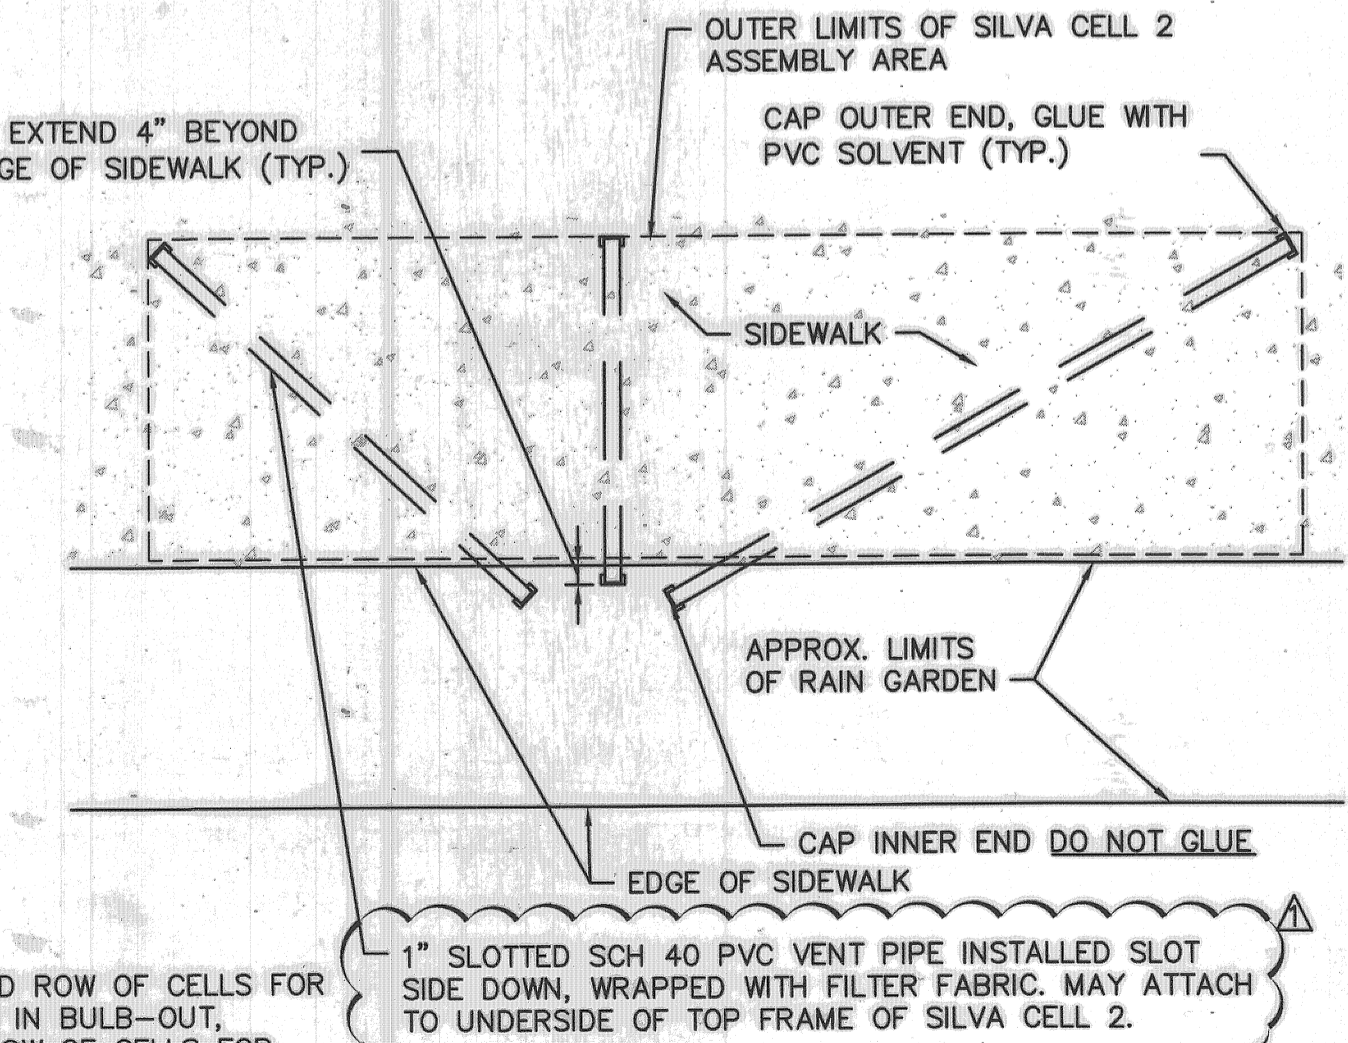 OUTER LIMITS OF SILVA CELL 2
ASSEMBLY AREA
CAP OUTER END, GLUE WITH
PVC SOLVENT (TYP.)
EXTEND 4" BEYOND
OF SIDEWALK (TYP.)
SIDEWALK
APPROX. LIMITS
OF RAIN GARDEN
CAP INNER END DO NOT GLUE
EDGE OF SIDEWALK
1
1" SLOTTED SCH 40 PVC VENT PIPE INSTALLED SLOT
SIDE DOWN, WRAPPED WITH FILTER FABRIC. MAY ATTACH
TO UNDERSIDE OF TOP FRAME OF SILVA CELL 2.
ROW OF CELLS FOR
IN BULB-OUT,
OF CELLS FOR